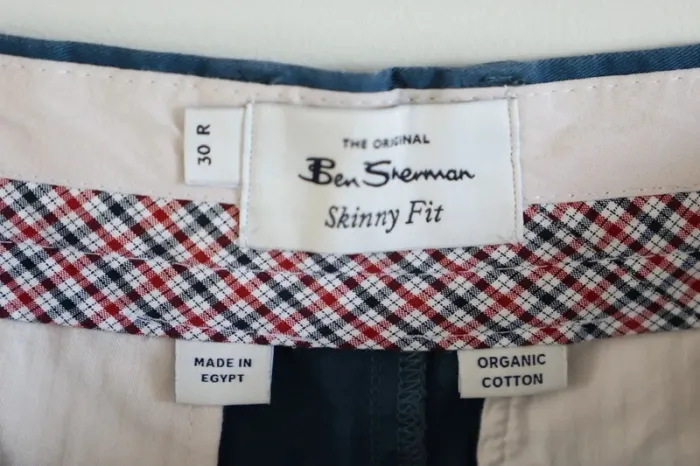 30 R
THE ORIGINAL
Ben Sherman
Skinny Fit
MADE IN
EGYPT
ORGANIC
COTTON